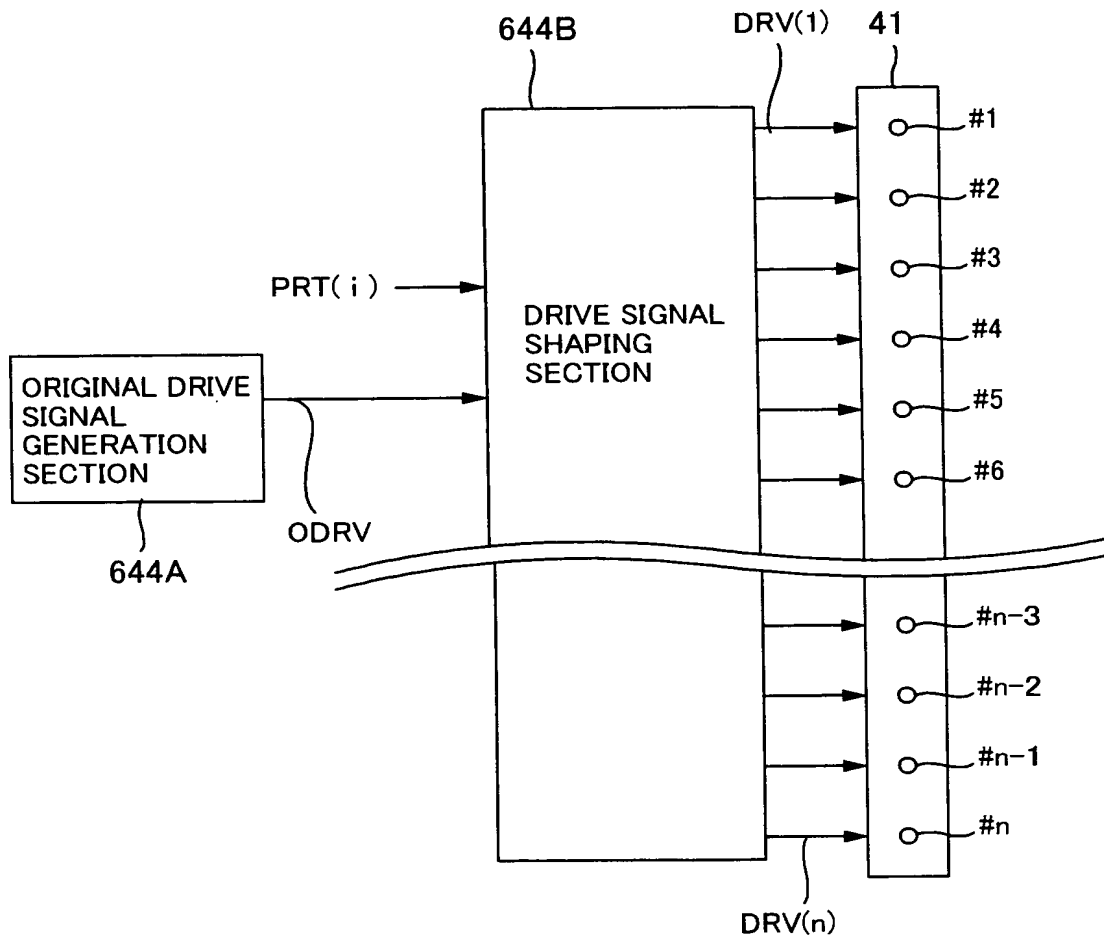 644B
DRV(1)
41
#1
#2
#3
#4
#5
#6
PRT(i)
DRIVE SIGNAL
SHAPING
SECTION
ORIGINAL DRIVE
SIGNAL
GENERATION
SECTION
ODRV
644A
#n-3
#n-2
#n-1
#n
DRV(n)